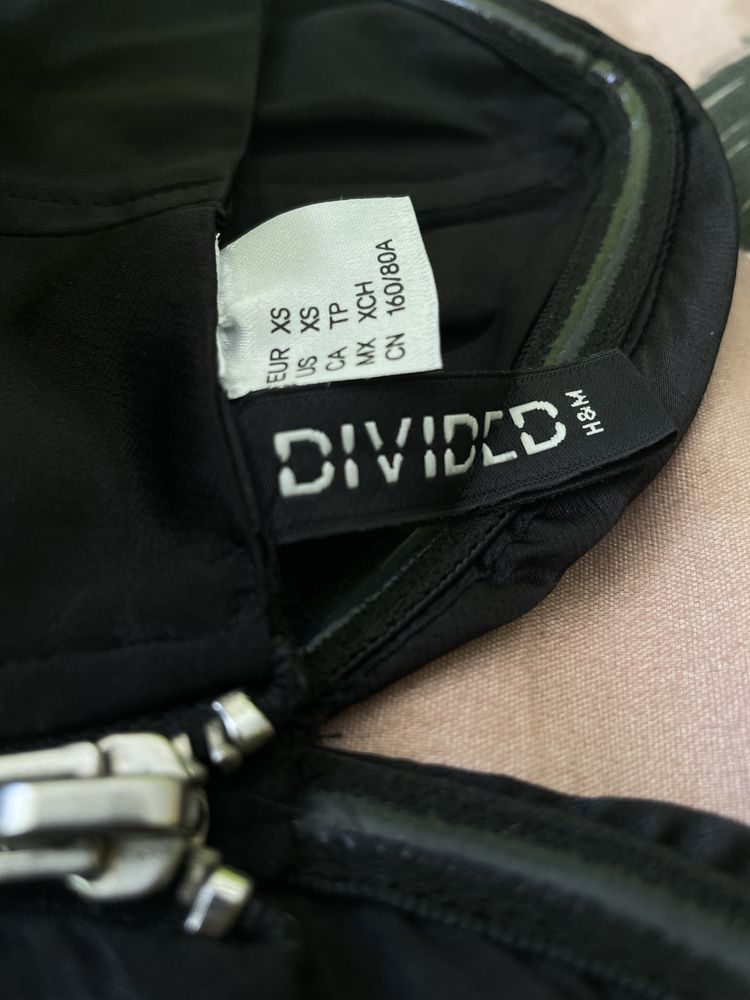 EUR XS
US XS
CA TP
MX XCH
CN 160/80A
DIVIDED
H&M